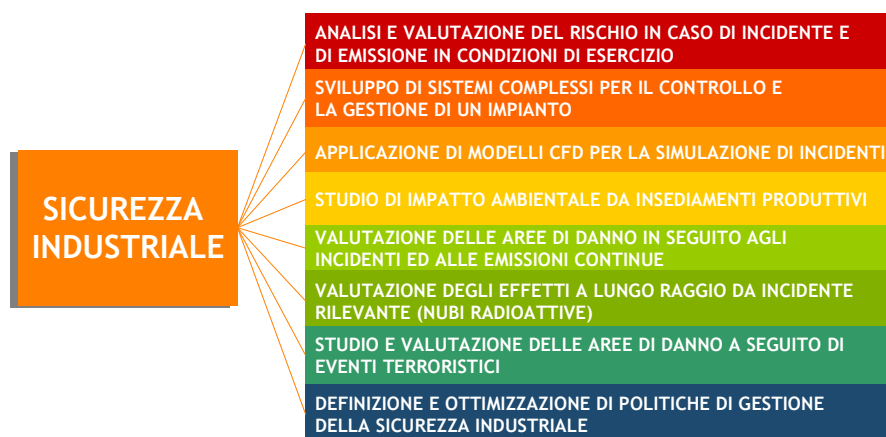 SICUREZZA
INDUSTRIALE
ANALISI E VALUTAZIONE DEL RISCHIO IN CASO DI INCIDENTE E
DI EMISSIONE IN CONDIZIONI DI ESERCIZIO
SVILUPPO DI SISTEMI COMPLESSI PER IL CONTROLLO E
LA GESTIONE DI UN IMPIANTO
APPLICAZIONE DI MODELLI CFD PER LA SIMULAZIONE DI INCIDENTI
STUDIO DI IMPATTO AMBIENTALE DA INSEDIAMENTI PRODUTTIVI
VALUTAZIONE DELLE AREE DI DANNO IN SEGUITO AGLI
INCIDENTI ED ALLE EMISSIONI CONTINUE
VALUTAZIONE DEGLI EFFETTI A LUNGO RAGGIO DA INCIDENTE
RILEVANTE (NUBI RADIOATTIVE)
STUDIO E VALUTAZIONE DELLE AREE DI DANNO A SEGUITO DI
EVENTI TERRORISTICI
DEFINIZIONE E OTTIMIZZAZIONE DI POLITICHE DI GESTIONE
DELLA SICUREZZA INDUSTRIALE